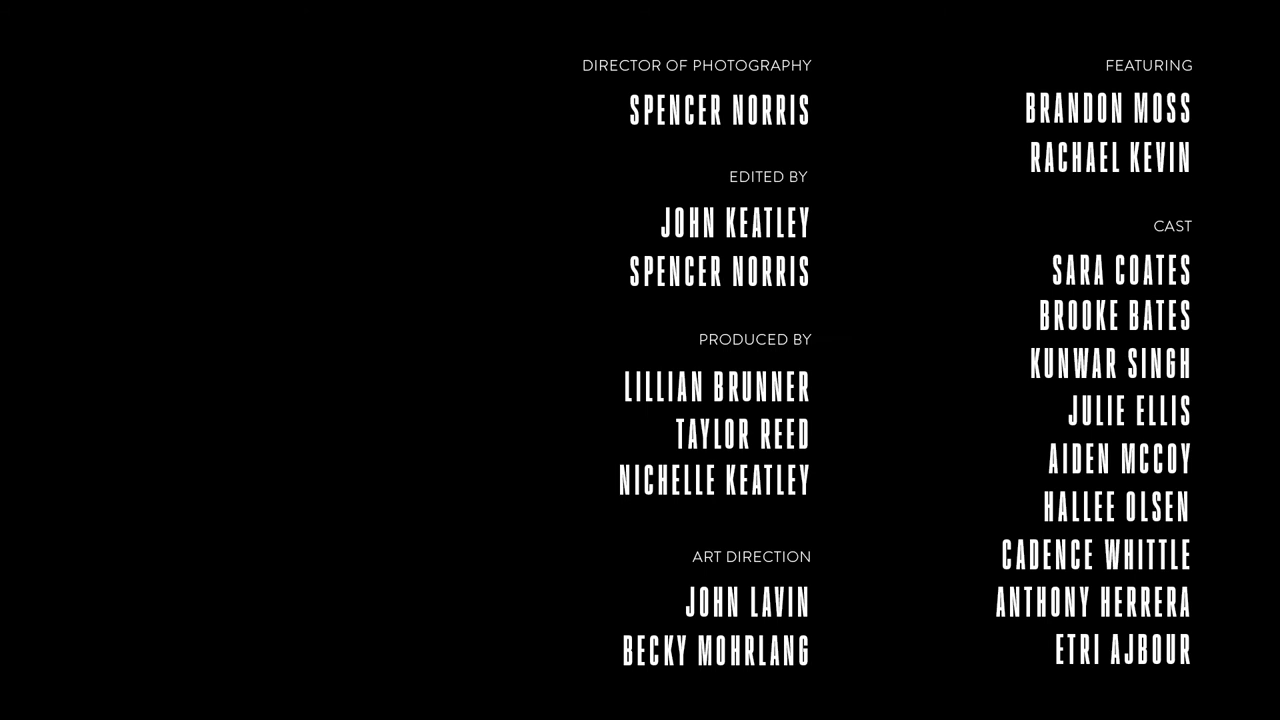 DIRECTOR OF PHOTOGRAPHY
SPENCER NORRIS
EDITED BY
JOHN KEATLEY
SPENCER NORRIS
PRODUCED BY
LILLIAN BRUNNER
TAYLOR REED
NICHELLE KEATLEY
ART DIRECTION
JOHN LAVIN
BECKY MOHRLANG
FEATURING
BRANDON MOSS
RACHAEL KEVIN
CAST
SARA COATES
BROOKE BATES
KUNWAR SINGH
JULIE ELLIS
AIDEN MCCOY
HALLEE OLSEN
CADENCE WHITTLE
ANTHONY HERRERA
ETRI AJBOUR